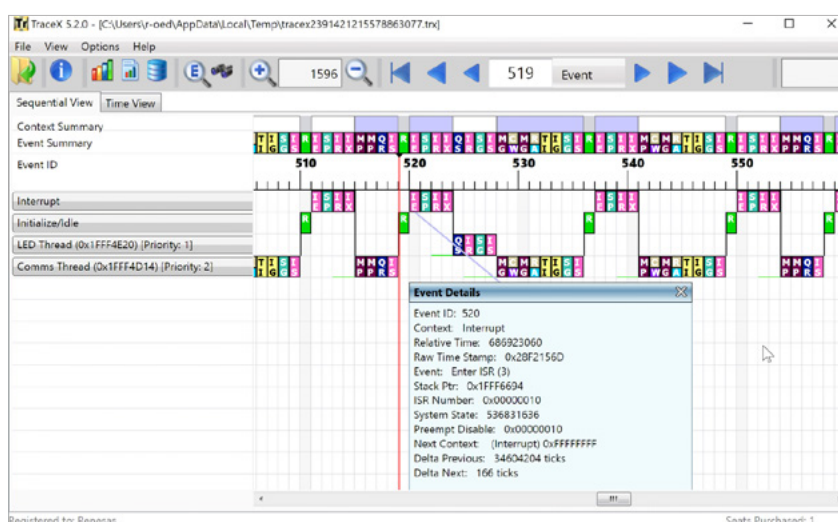 TraceX 5.2.0 - [C:\Users\r-oed\AppData\Local\Temp\tracex2391421215578863077.trx]
File View Options Help
1596 519 Event
Sequential View Time View
Context Summary
Event Summary
Event ID 510 520 530 540 550
Interrupt
Initialize/Idle
LED Thread (0x1FFF4E20) [Priority: 1]
Comms Thread (0x1FFF4D14) [Priority: 2]
Event Details
Event ID: 520
Context: Interrupt
Relative Time: 686923060
Raw Time Stamp: 0x28F2156D
Event: Enter ISR (3)
Stack Ptr: 0x1FFF6694
ISR Number: 0x00000010
System State: 536831636
Preempt Disable: 0x00000010
Next Context: (Interrupt) 0xFFFFFFFF
Delta Previous: 34604204 ticks
Delta Next: 166 ticks
Registered to: Renesas Seats Purchased: 1